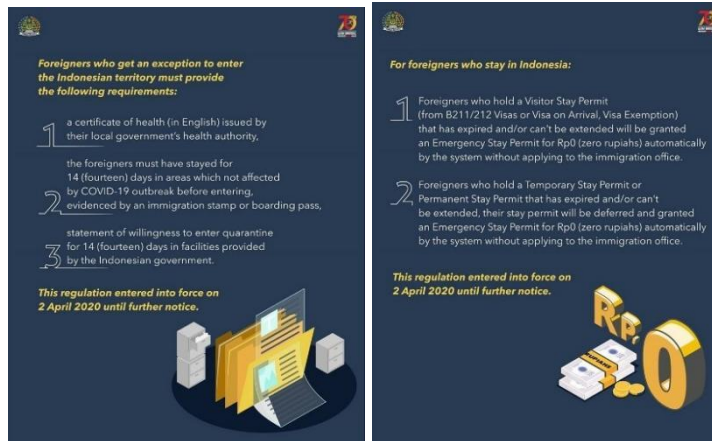 Foreigners who get an exception to enter
the Indonesian territory must provide
the following requirements:
1 a certificate of health (in English) issued by
their local government's health authority,
the foreigners must have stayed for
14 (fourteen) days in areas which not affected
by COVID-19 outbreak before entering,
2 evidenced by an immigration stamp or boarding pass,
statement of willingness to enter quarantine
for 14 (fourteen) days in facilities provided
3 by the Indonesian government.
This regulation entered into force on
2 April 2020 until further notice.
For foreigners who stay in Indonesia:
1 Foreigners who hold a Visitor Stay Permit
(from B211/212 Visas or Visa on Arrival, Visa Exemption)
that has expired and/or can't be extended will be granted
an Emergency Stay Permit for Rp0 (zero rupiahs) automatically
by the system without applying to the immigration office.
2 Foreigners who hold a Temporary Stay Permit or
Permanent Stay Permit that has expired and/or can't
be extended, their stay permit will be deferred and granted
an Emergency Stay Permit for Rp0 (zero rupiahs) automatically
by the system without applying to the immigration office.
This regulation entered into force on
2 April 2020 until further notice.
Rp. 0
RUPIAH